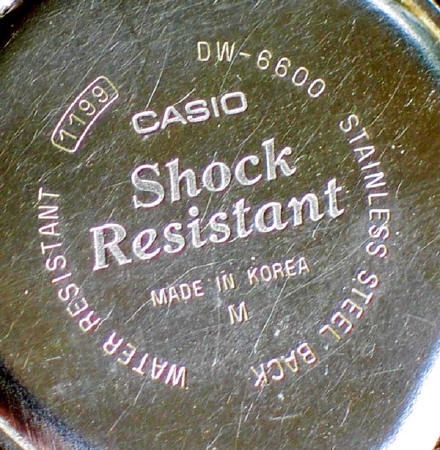 DW-6600
1199
CASIO
Shock
Resistant
MADE IN KOREA
M
WATER RESISTANT
STAINLESS STEEL BACK